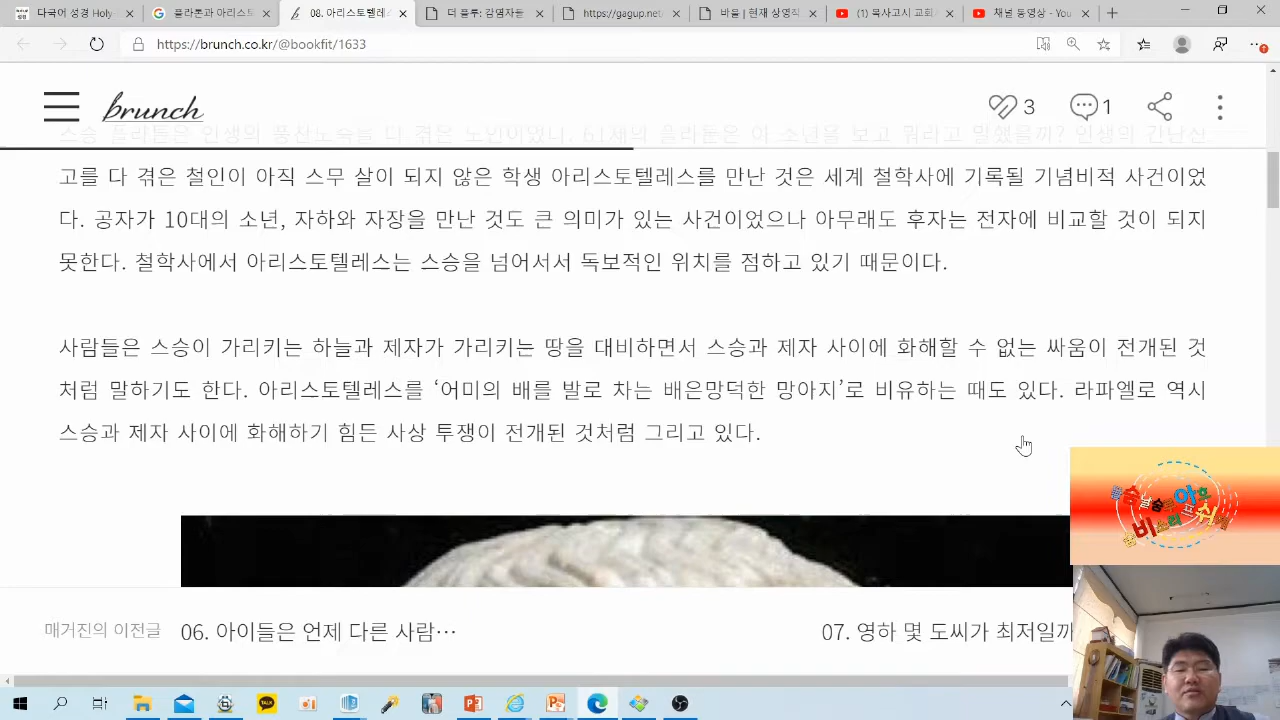 대국어 성경 Holy
플라톤과 아리스트
08. 아리스토텔레스
더 플루: 감염자들
https://gagup.net
마을 | 현재 상영작
(1) 목사고시 교회
채널 동영상 - You
https://brunch.co.kr/@bookfit/1633
brunch
3
1
고를 다 겪은 철인이 아직 스무 살이 되지 않은 학생 아리스토텔레스를 만난 것은 세계 철학사에 기록될 기념비적 사건이었
다. 공자가 10대의 소년, 자하와 자장을 만난 것도 큰 의미가 있는 사건이었으나 아무래도 후자는 전자에 비교할 것이 되지
못한다. 철학사에서 아리스토텔레스는 스승을 넘어서서 독보적인 위치를 점하고 있기 때문이다.
사람들은 스승이 가리키는 하늘과 제자가 가리키는 땅을 대비하면서 스승과 제자 사이에 화해할 수 없는 싸움이 전개된 것
처럼 말하기도 한다. 아리스토텔레스를 ‘어미의 배를 발로 차는 배은망덕한 망아지’로 비유하는 때도 있다. 라파엘로 역시
스승과 제자 사이에 화해하기 힘든 사상 투쟁이 전개된 것처럼 그리고 있다.
매거진의 이전글
06. 아이들은 언제 다른 사람…
07. 영하 몇 도씨가 최저일까
TALK